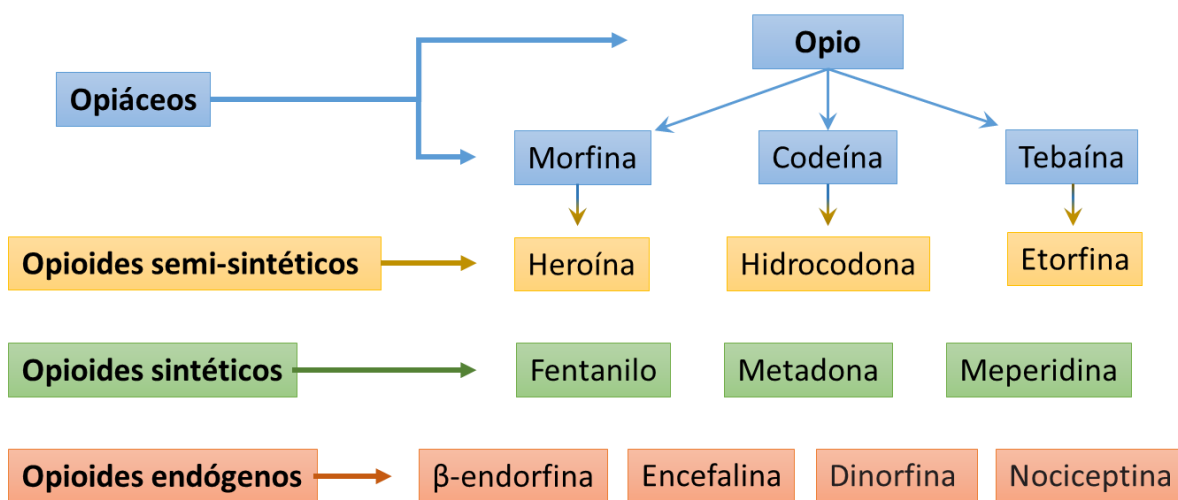 Opio
Opiáceos
Morfina
Codeína
Tebaína
Opioides semi-sintéticos
Heroína
Hidrocodona
Etorfina
Opioides sintéticos
Fentanilo
Metadona
Meperidina
Opioides endógenos
β-endorfina
Encefalina
Dinorfina
Nociceptina